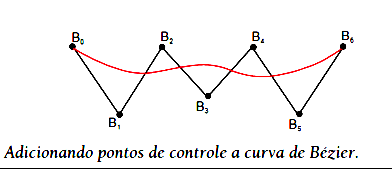 B₀ B₂ B₄ B₆
B₃
B₁ B₅
Adicionando pontos de controle a curva de Bézier.